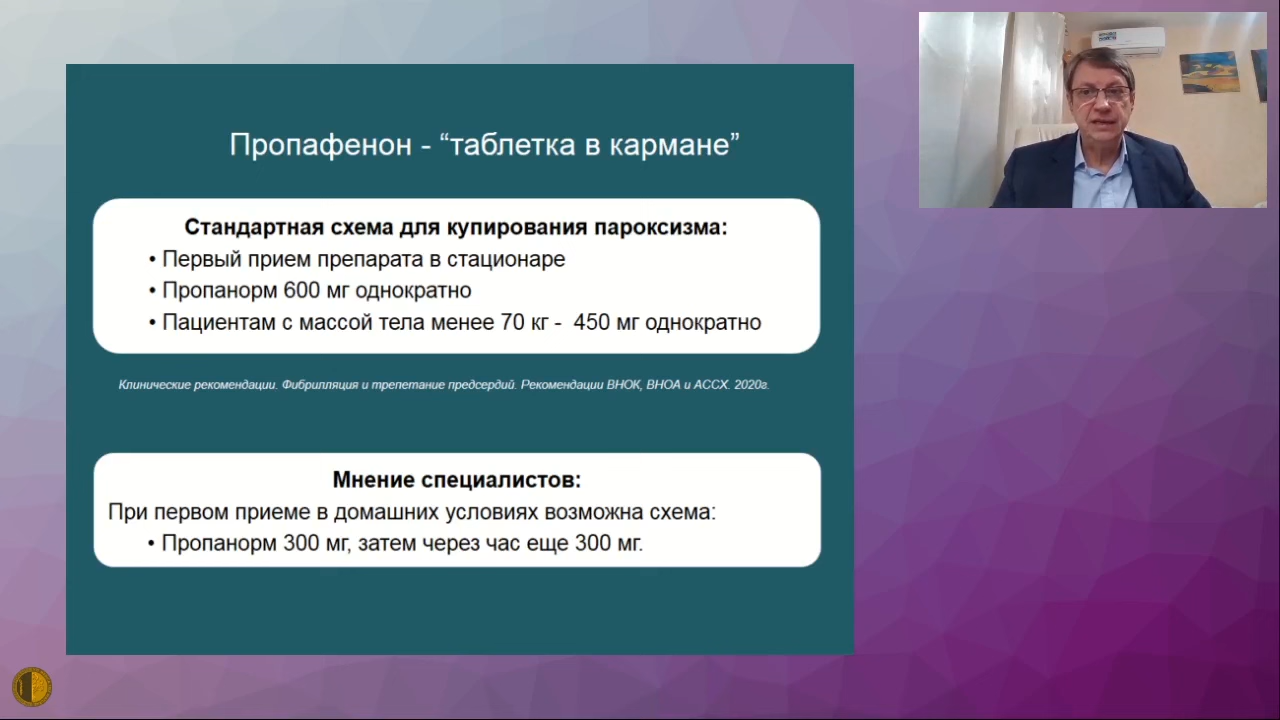 Пропафенон - “таблетка в кармане”
Стандартная схема для купирования пароксизма:
• Первый прием препарата в стационаре
• Пропанорм 600 мг однократно
• Пациентам с массой тела менее 70 кг -  450 мг однократно
Клинические рекомендации. Фибрилляция и трепетание предсердий. Рекомендации ВНОК, ВНОА и АССХ. 2020г.
Мнение специалистов:
При первом приеме в домашних условиях возможна схема:
• Пропанорм 300 мг, затем через час еще 300 мг.